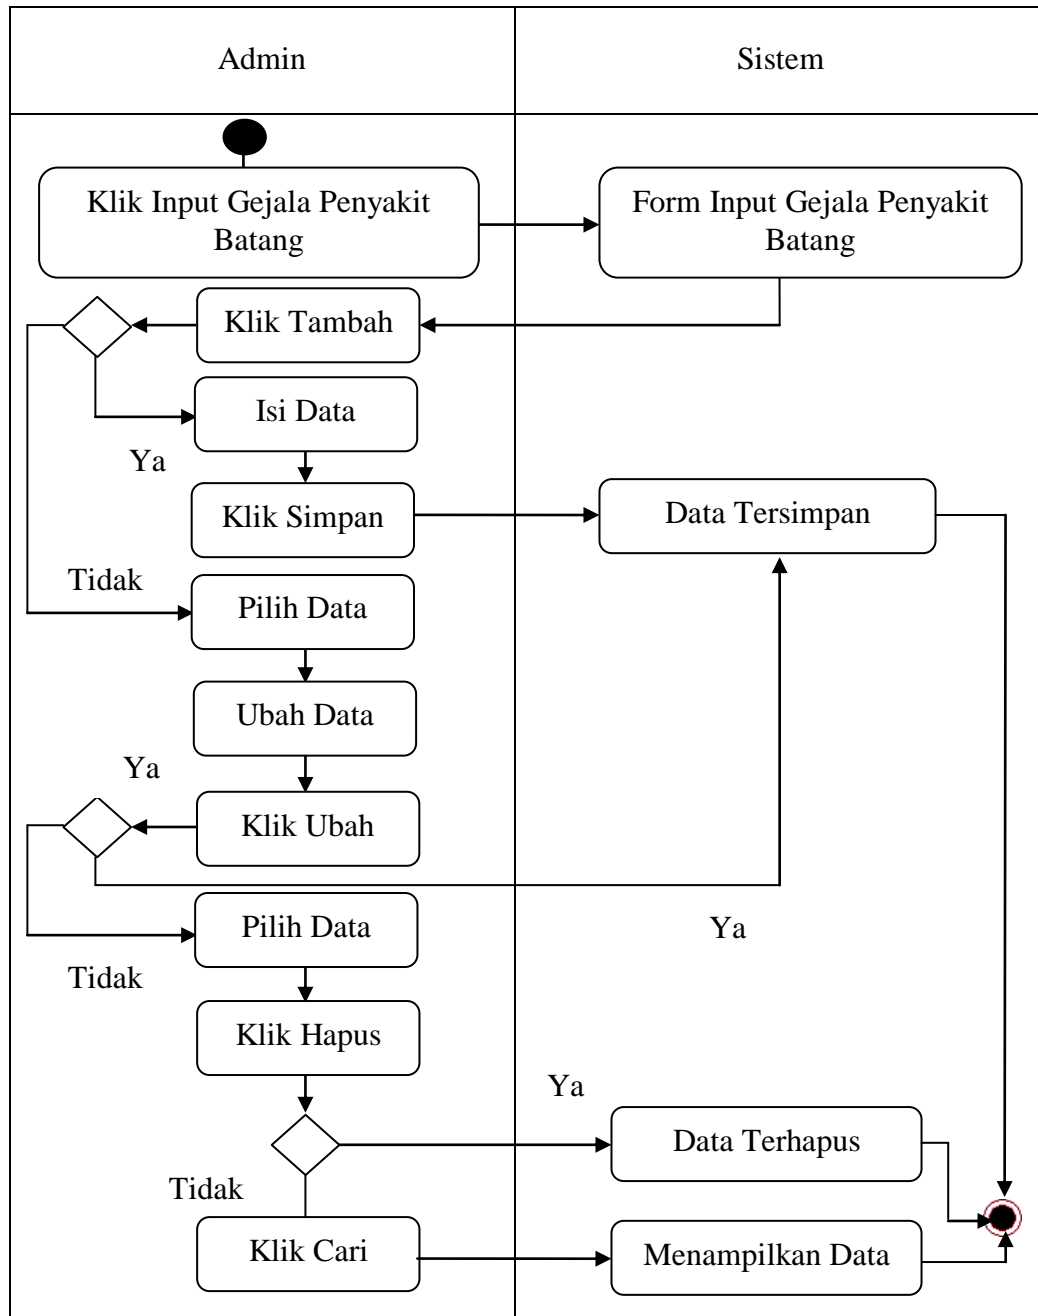 Admin
Sistem
Klik Input Gejala Penyakit
Batang
Form Input Gejala Penyakit
Batang
Klik Tambah
Isi Data
Ya
Klik Simpan
Data Tersimpan
Tidak
Pilih Data
Ubah Data
Ya
Klik Ubah
Pilih Data
Ya
Tidak
Klik Hapus
Ya
Data Terhapus
Tidak
Klik Cari
Menampilkan Data